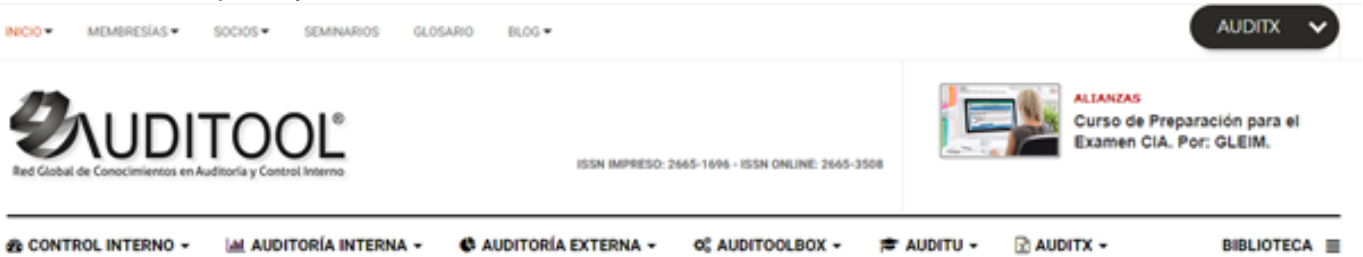 INICIO
MEMBRESÍAS
SOCIOS
SEMINARIOS
GLOSARIO
BLOG
AUDITX
AUDITOOL®
Red Global de Conocimientos en Auditoría y Control Interno
ISSN IMPRESO: 2665-1696 - ISSN ONLINE: 2665-3508
ALIANZAS
Curso de Preparación para el
Examen CIA. Por: GLEIM.
CONTROL INTERNO
AUDITORÍA INTERNA
AUDITORÍA EXTERNA
AUDITOOLBOX
AUDITU
AUDITX
BIBLIOTECA